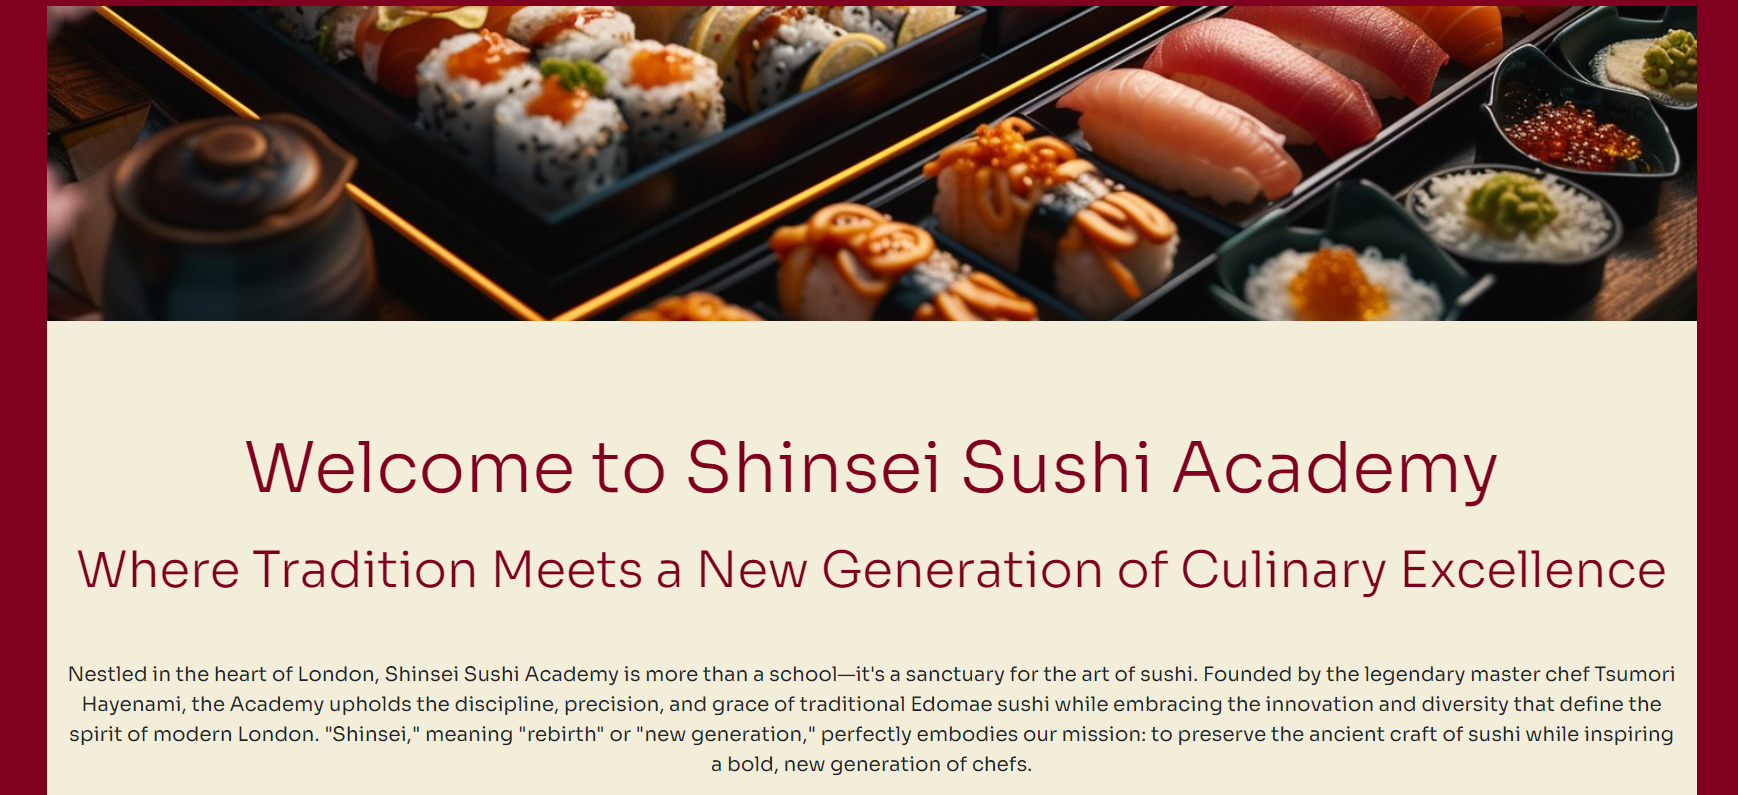 Welcome to Shinsei Sushi Academy
Where Tradition Meets a New Generation of Culinary Excellence
Nestled in the heart of London, Shinsei Sushi Academy is more than a school—it's a sanctuary for the art of sushi. Founded by the legendary master chef Tsumori
Hayenami, the Academy upholds the discipline, precision, and grace of traditional Edomae sushi while embracing the innovation and diversity that define the
spirit of modern London. "Shinsei," meaning "rebirth" or "new generation," perfectly embodies our mission: to preserve the ancient craft of sushi while inspiring
a bold, new generation of chefs.